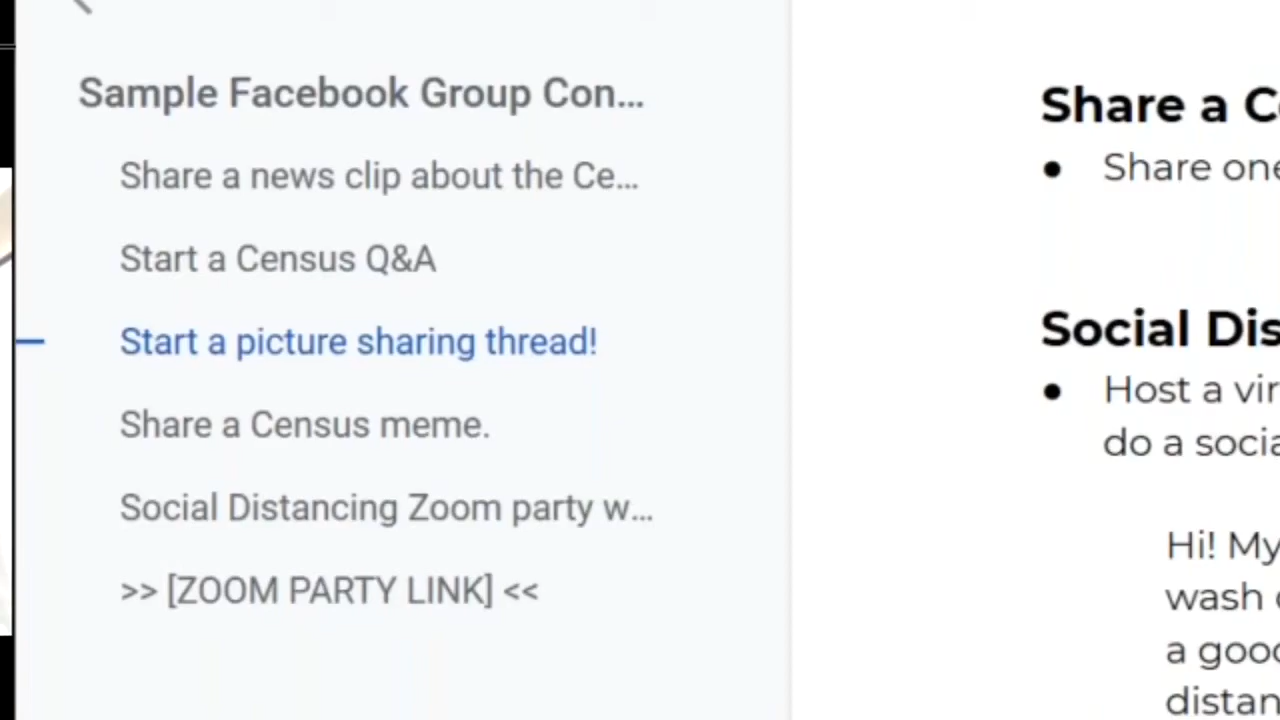 Sample Facebook Group Con...
Share a news clip about the Ce...
Start a Census Q&A
Start a picture sharing thread!
Share a Census meme.
Social Distancing Zoom party w...
>> [ZOOM PARTY LINK] <<
Share a C
● Share one
Social Dis
● Host a vir
do a socia
Hi! My
wash
a good
distan